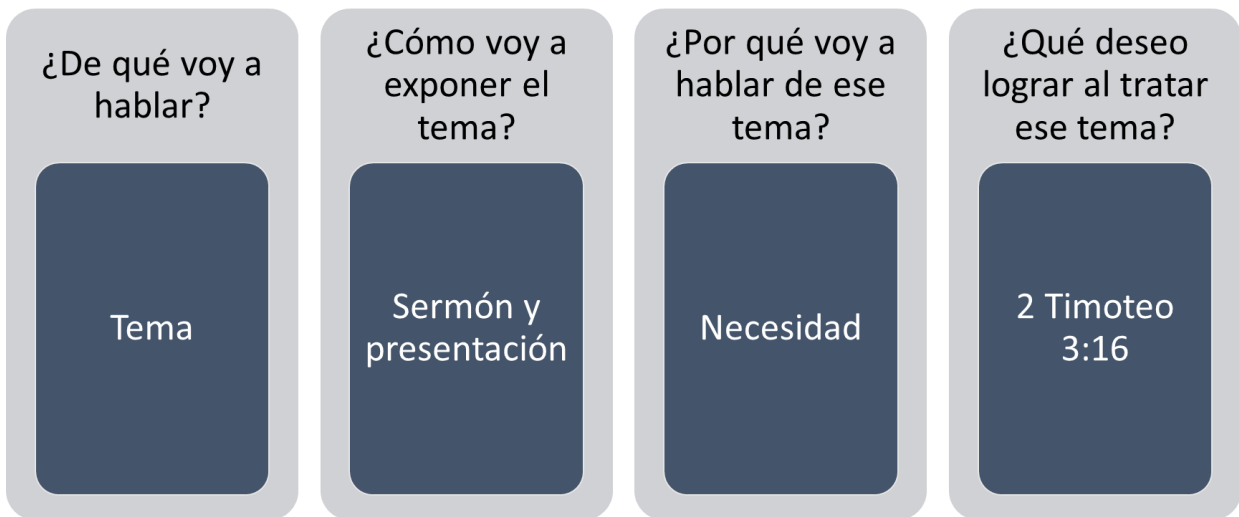 ¿De qué voy a
hablar?
Tema
¿Cómo voy a
exponer el
tema?
Sermón y
presentación
¿Por qué voy a
hablar de ese
tema?
Necesidad
¿Qué deseo
lograr al tratar
ese tema?
2 Timoteo
3:16